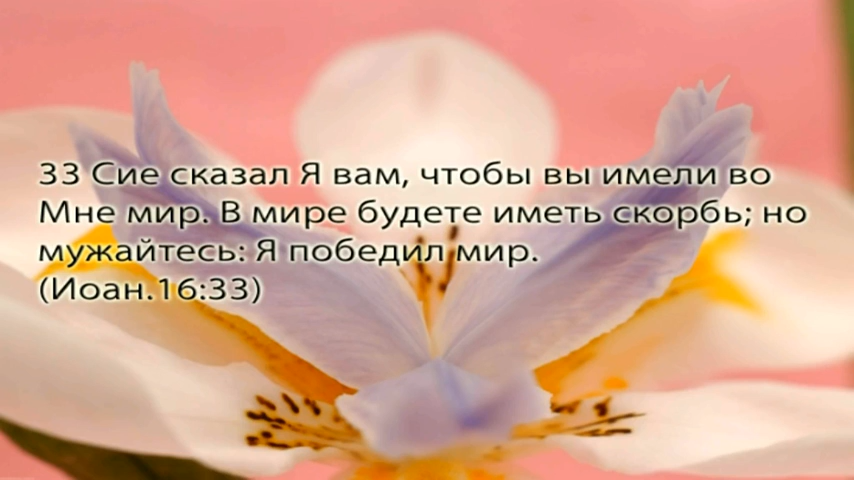 33 Сие сказал Я вам, чтобы вы имели во
Мне мир. В мире будете иметь скорбь; но
мужайтесь: Я победил мир.
(Иоан.16:33)